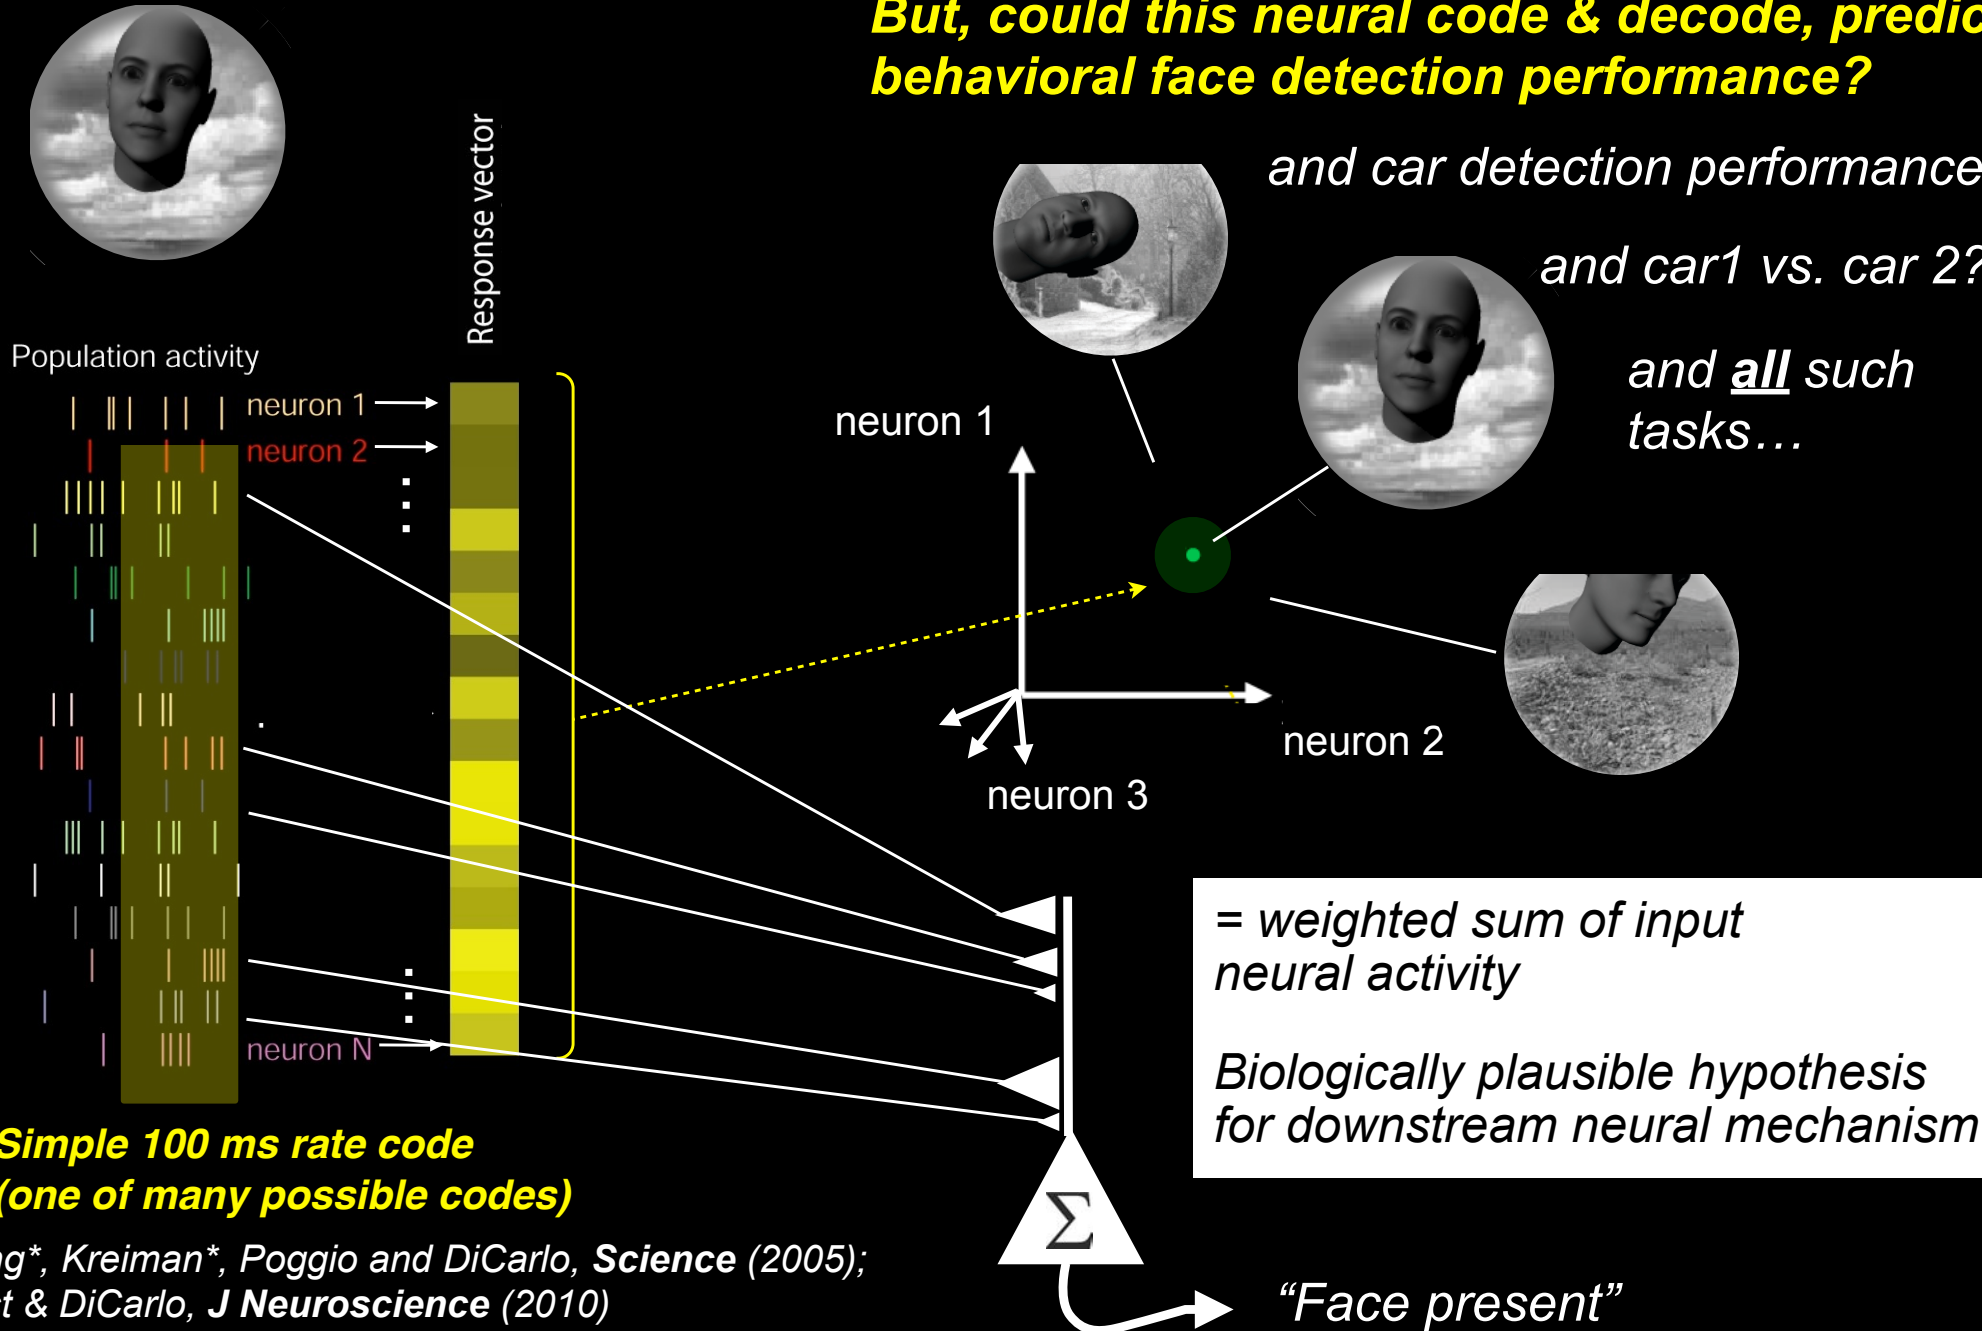 But, could this neural code & decode, predic
behavioral face detection performance?
and car detection performance
and car1 vs. car 2?
and all such
tasks…
Response vector
Population activity
neuron 1
neuron 2
neuron N
neuron 1
neuron 2
neuron 3
= weighted sum of input
neural activity
Biologically plausible hypothesis
for downstream neural mechanism
Simple 100 ms rate code
(one of many possible codes)
ng*, Kreiman*, Poggio and DiCarlo, Science (2005);
st & DiCarlo, J Neuroscience (2010)
Σ
“Face present”